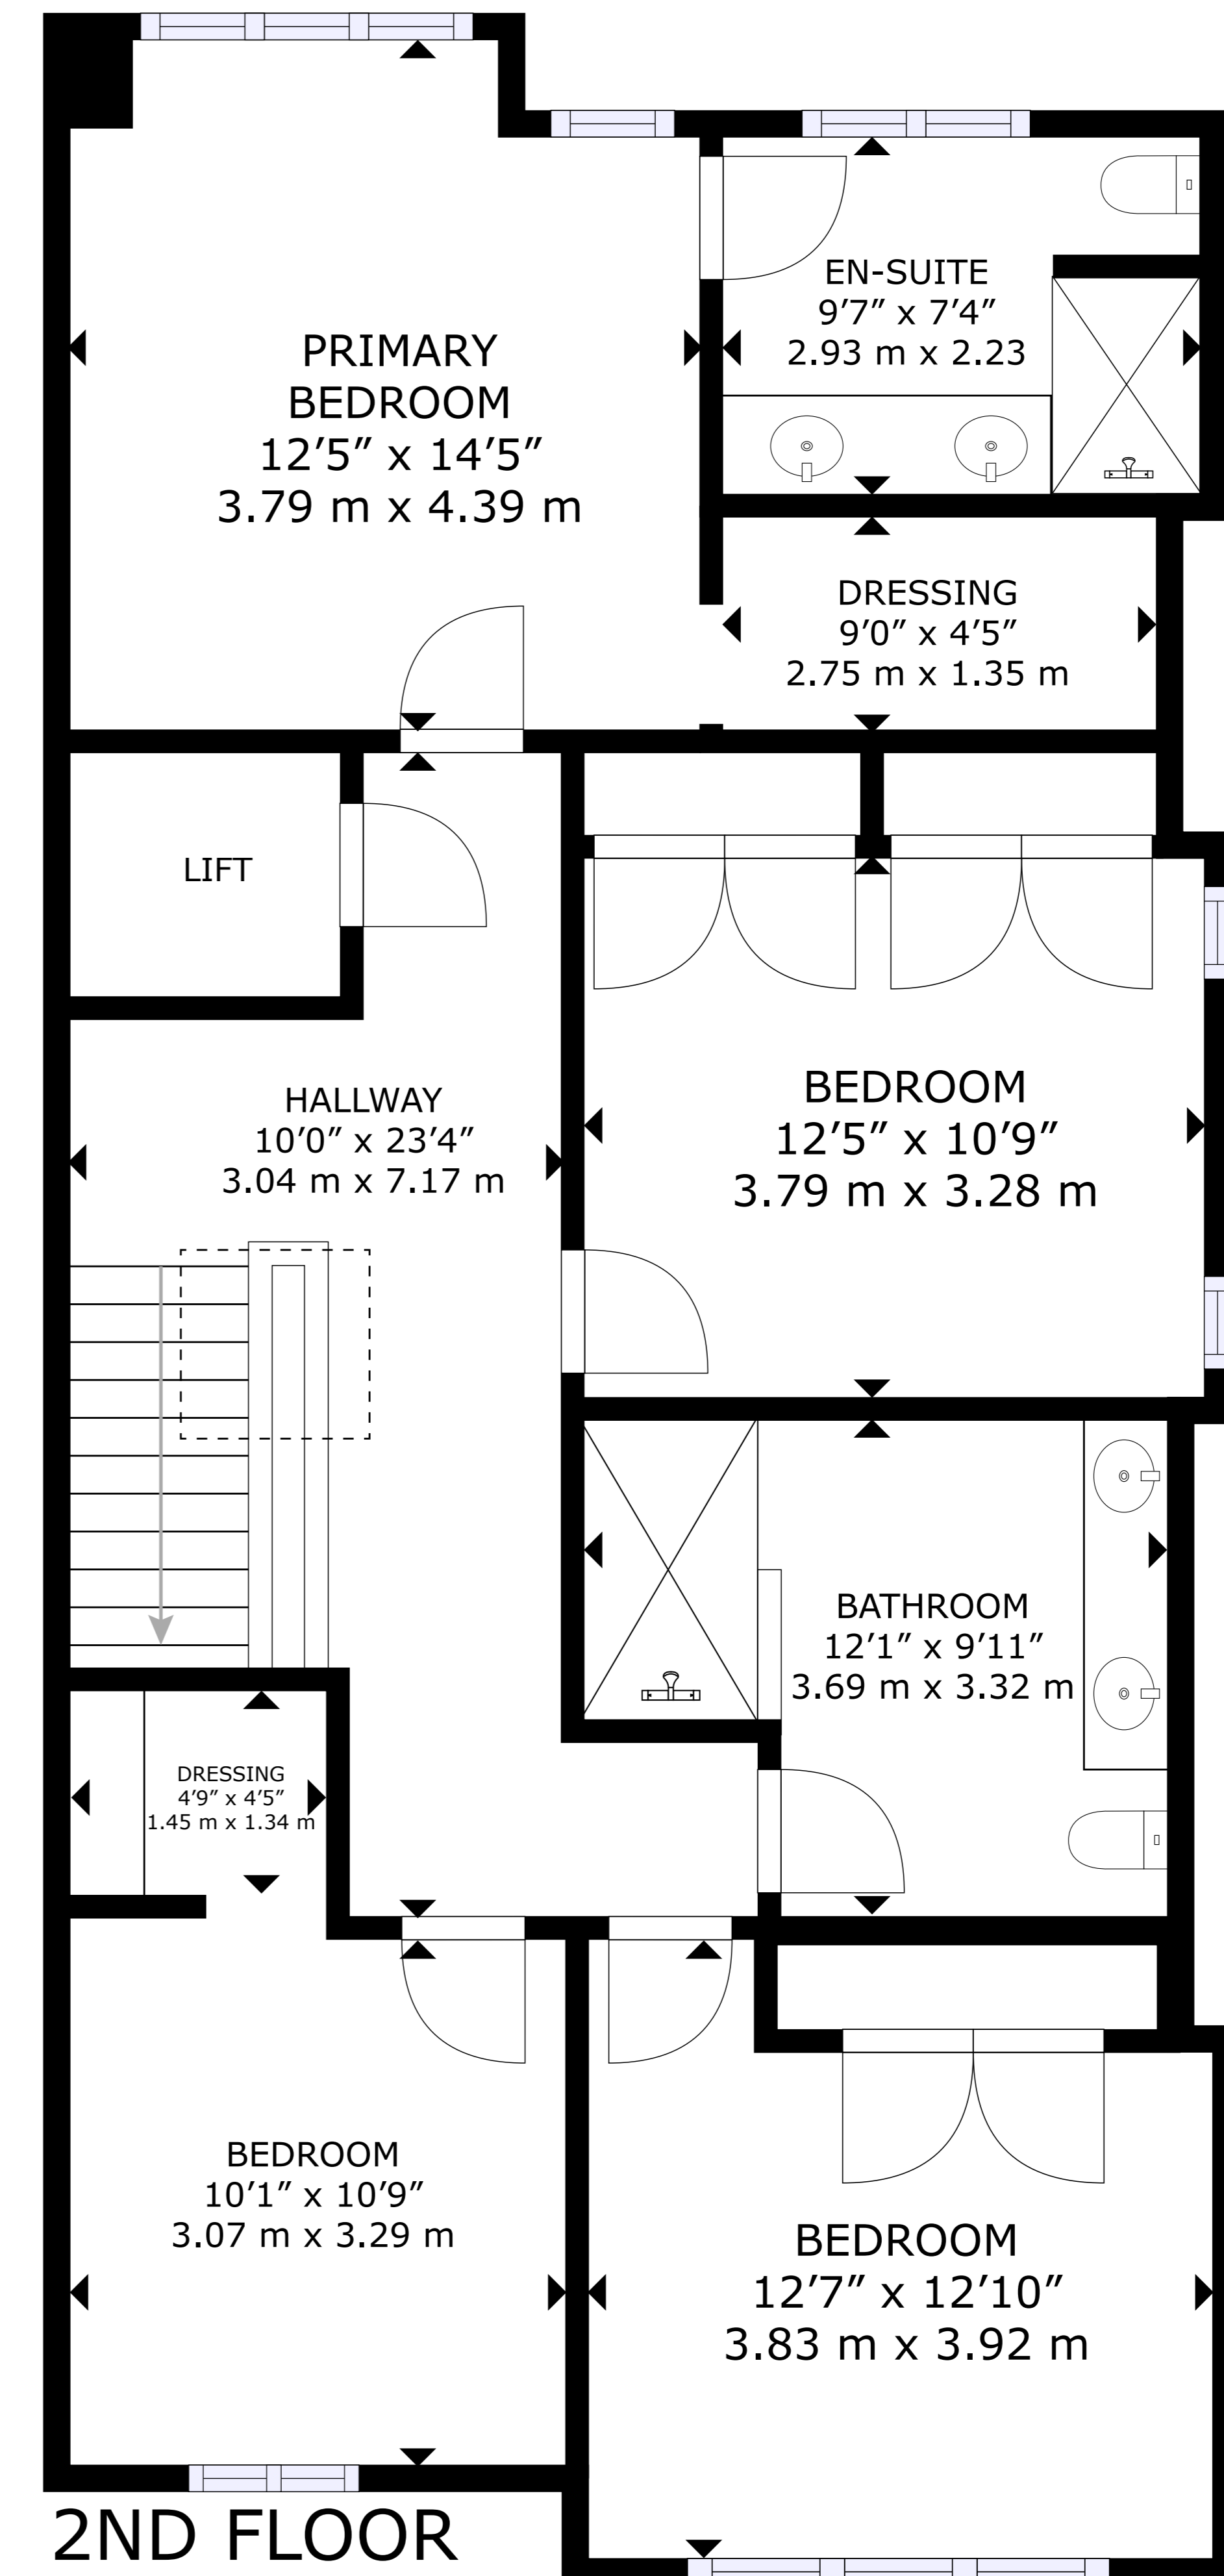 EN-SUITE
9'7" x 7'4"
2.93 m x 2.23
PRIMARY
BEDROOM
12'5" x 14'5"
3.79 m x 4.39 m
DRESSING
9'0" x 4'5"
2.75 m x 1.35 m
LIFT
HALLWAY
10'0" x 23'4"
3.04 m x 7.17 m
BEDROOM
12'5" x 10'9"
3.79 m x 3.28 m
BATHROOM
12'1" x 9'11"
3.69 m x 3.32 m
DRESSING
4'9" x 4'5"
1.45 m x 1.34 m
BEDROOM
10'1" x 10'9"
3.07 m x 3.29 m
BEDROOM
12'7" x 12'10"
3.83 m x 3.92 m
2ND FLOOR